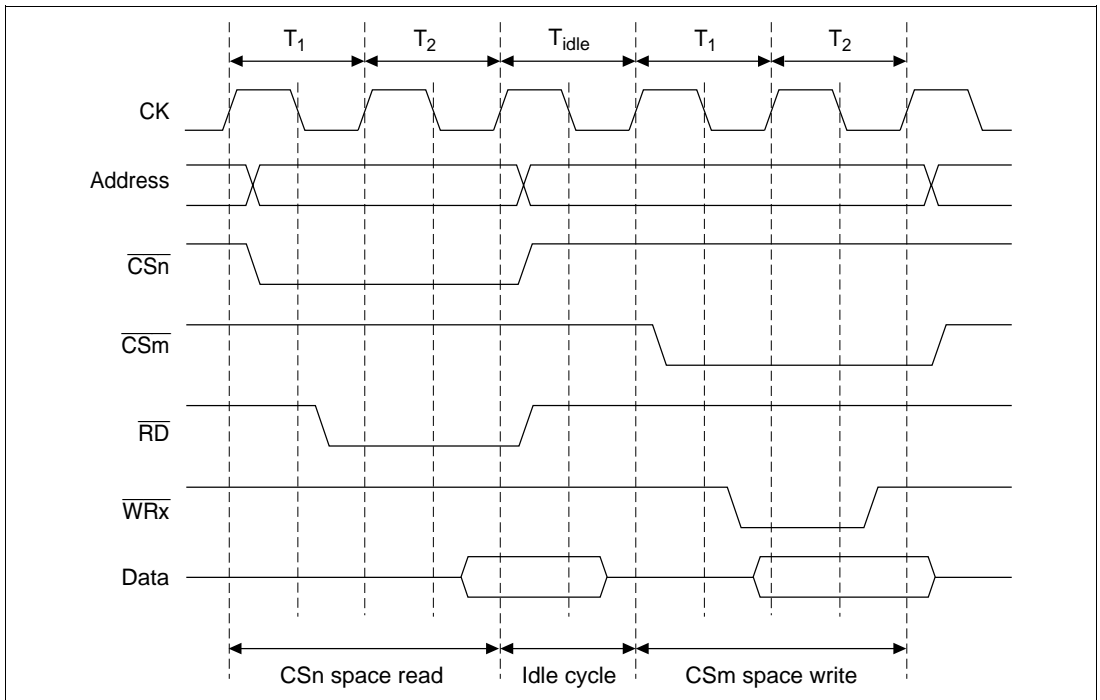 T1 T2 Tidle T1 T2
CK
Address
CSn
CSm
RD
WRx
Data
CSn space read Idle cycle CSm space write